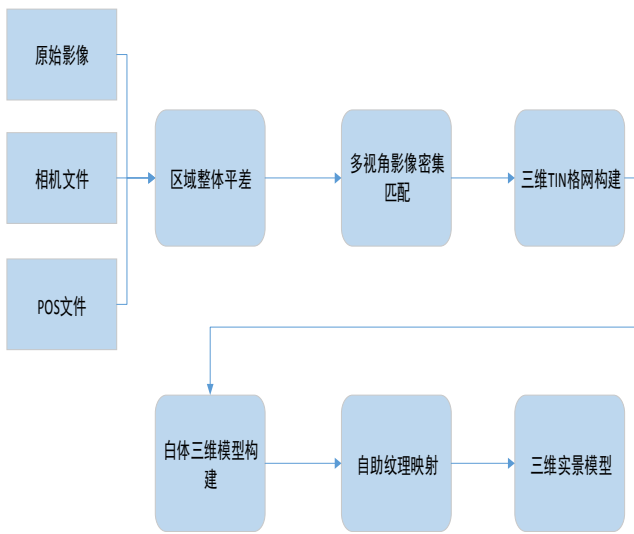 原始影像
相机文件
POS文件
区域整体平差
多视角影像密集
匹配
三维TIN格网构建
白体三维模型构
建
自助纹理映射
三维实景模型